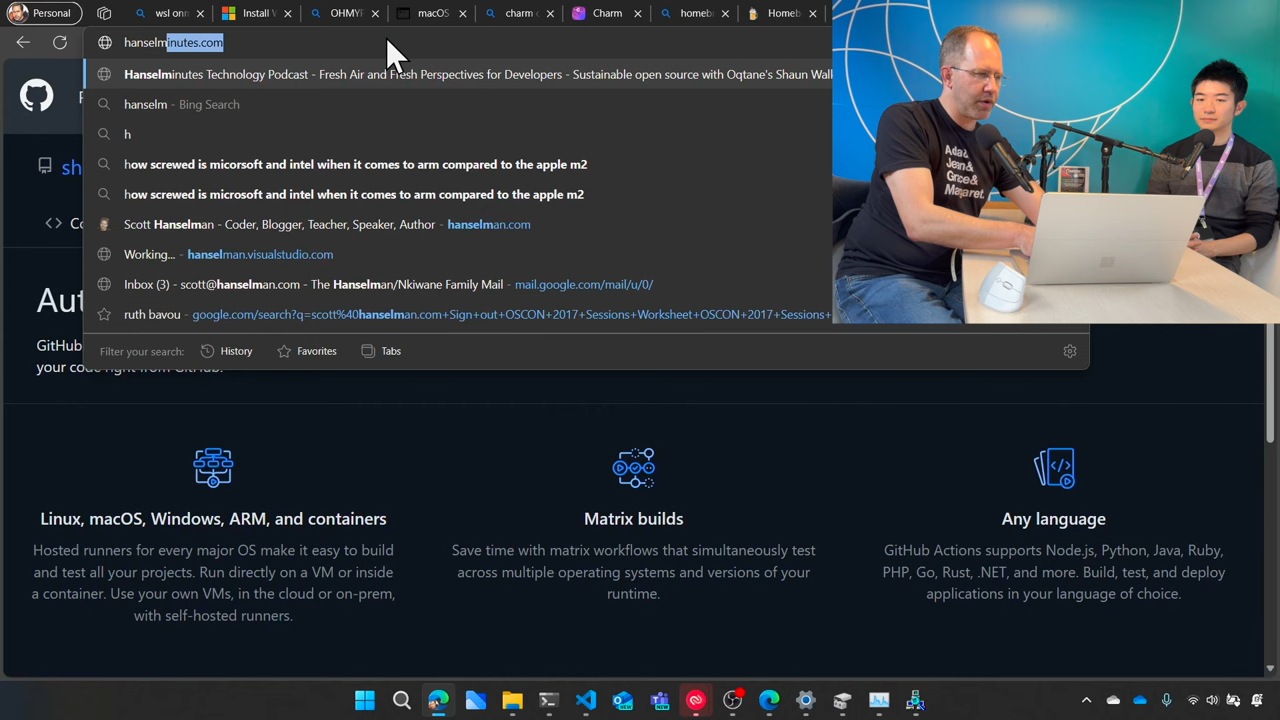 Personal
wsl onm
Install V
OHMYP
macOS
charm c
Charm
homeb
Homeb
hanselminutes.com
Hanselminutes Technology Podcast - Fresh Air and Fresh Perspectives for Developers - Sustainable open source with Oqtane's Shaun Walk
hanselm - Bing Search
h
how screwed is micorsoft and intel wihen it comes to arm compared to the apple m2
how screwed is microsoft and intel when it comes to arm compared to the apple m2
Scott Hanselman - Coder, Blogger, Teacher, Speaker, Author - hanselman.com
Working... - hanselman.visualstudio.com
Inbox (3) - scott@hanselman.com - The Hanselman/Nkiwane Family Mail - mail.google.com/mail/u/0/
ruth bavou - google.com/search?q=scott%40hanselman.com+Sign+out+OSCON+2017+Sessions+Worksheet+OSCON+2017+Sessions+
Filter your search: History Favorites Tabs
sh
<> Co
Aut
GitHub
your code right from GitHub.
Ada&
Jean&
Grace&
Margaret.
Linux, macOS, Windows, ARM, and containers
Hosted runners for every major OS make it easy to build
and test all your projects. Run directly on a VM or inside
a container. Use your own VMs, in the cloud or on-prem,
with self-hosted runners.
Matrix builds
Save time with matrix workflows that simultaneously test
across multiple operating systems and versions of your
runtime.
Any language
GitHub Actions supports Node.js, Python, Java, Ruby,
PHP, Go, Rust, .NET, and more. Build, test, and deploy
applications in your language of choice.